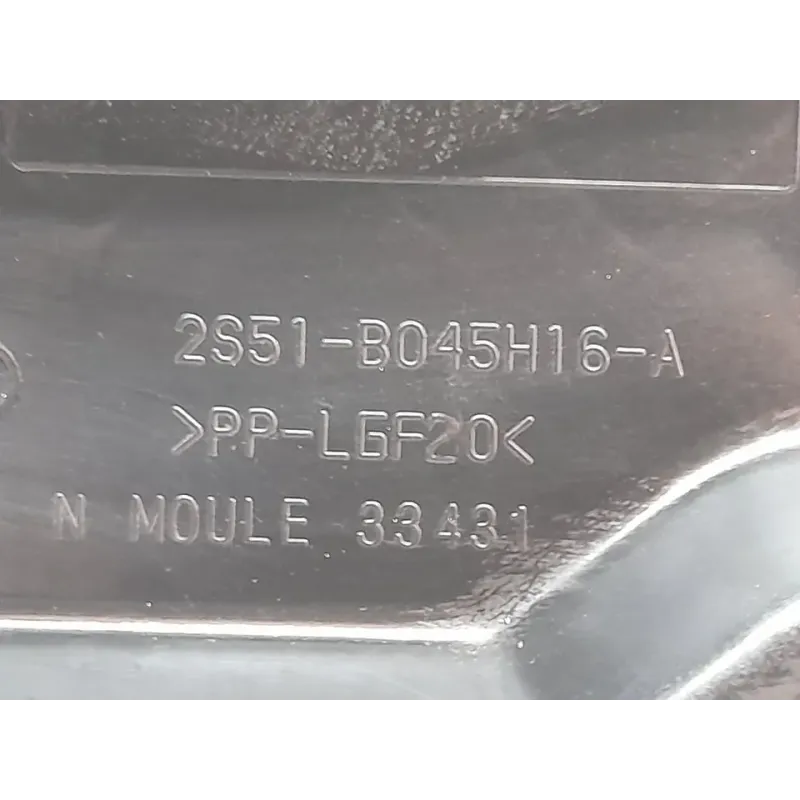 2S51-B045H16-A
>PP-LGF20<
N MOULE 33431